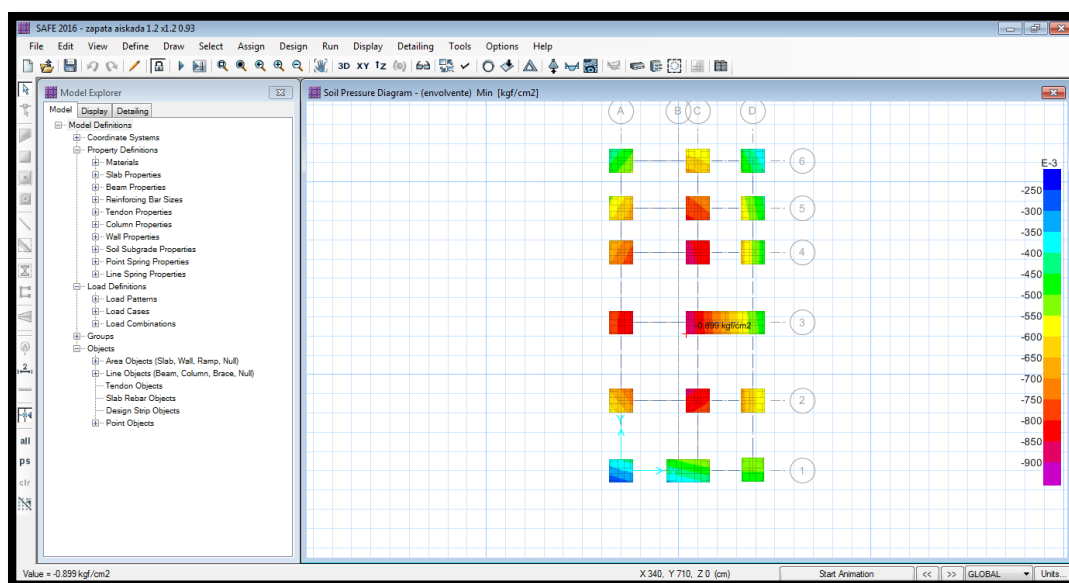 SAFE 2016 - zapata aiskada 1.2 x1.2 0.93
File Edit View Define Draw Select Assign Design Run Display Detailing Tools Options Help
3D XY
Model Explorer
Model Display Detailing
Model Definitions
Coordinate Systems
Property Definitions
Materials
Slab Properties
Beam Properties
Reinforcing Bar Sizes
Tendon Properties
Column Properties
Wall Properties
Soil Subgrade Properties
Point Spring Properties
Line Spring Properties
Load Definitions
Load Patterns
Load Cases
Load Combinations
Groups
Objects
Area Objects (Slab, Wall, Ramp, Null)
Line Objects (Beam, Column, Brace, Null)
Tendon Objects
Slab Rebar Objects
Design Strip Objects
Point Objects
all
ps
clr
Soil Pressure Diagram - (envolvente) Min [kgf/cm2]
A B C D
6
5
4
3
2
1
-0.899 kgf/cm2
Y
E-3
-250
-300
-350
-400
-450
-500
-550
-600
-650
-700
-750
-800
-850
-900
Value = -0.899 kgf/cm2
X 340, Y 710, Z 0 (cm)
Start Animation << >> GLOBAL Units...